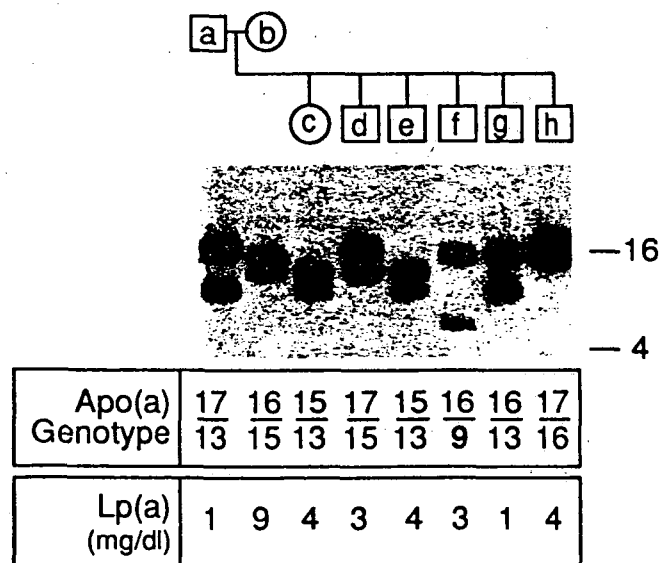 a b
c d e f g h
—16
—4
17 16 15 17 15 16 16 17
Apo(a)
Genotype
13 15 13 15 13 9 13 16
Lp(a) 1 9 4 3 4 3 1 4
(mg/dl)